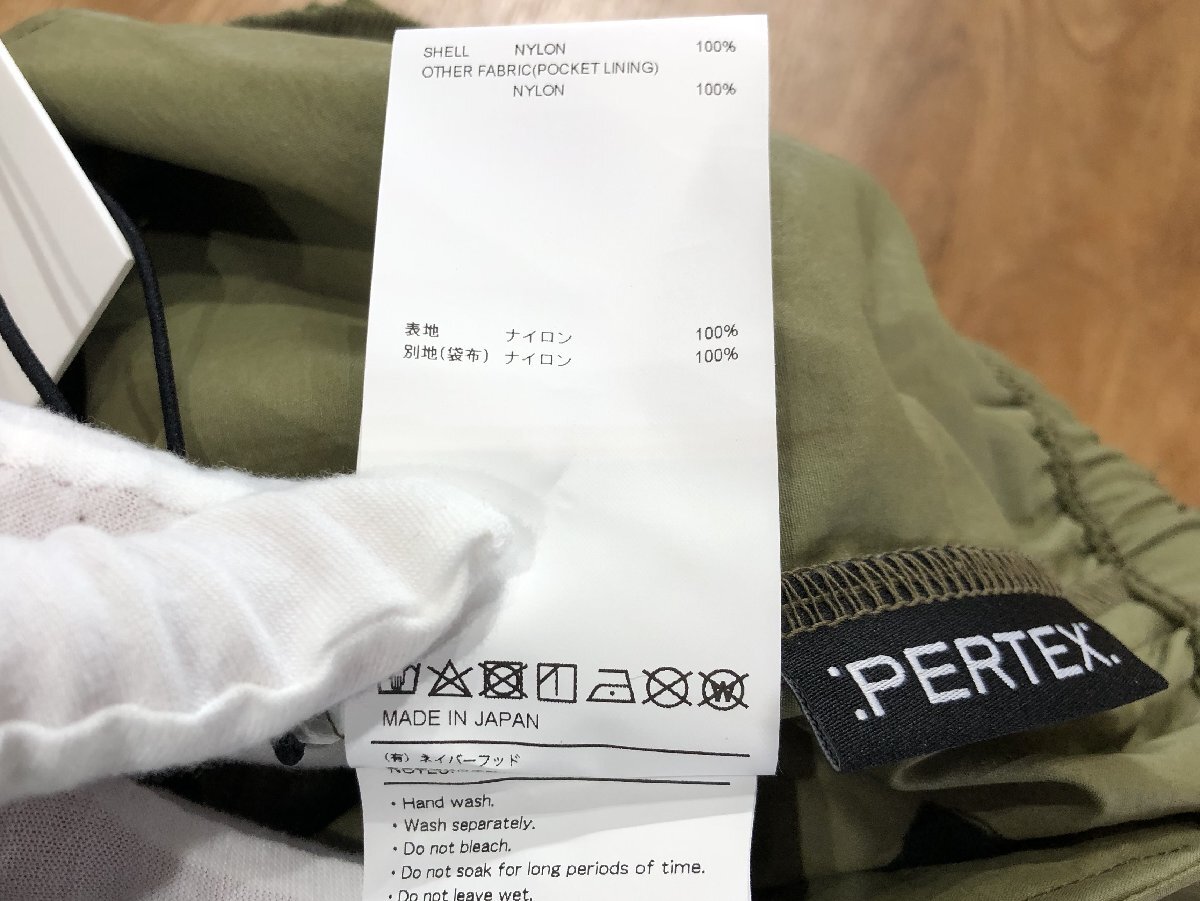 SHELL NYLON 100%
OTHER FABRIC(POCKET LINING)
NYLON 100%
表地 ナイロン 100%
別地(袋布) ナイロン 100%
W
MADE IN JAPAN
(有) ネイバーフッド
・Hand wash.
・Wash separately.
・Do not bleach.
・Do not soak for long periods of time.
・Do not leave wet.
PERTEX